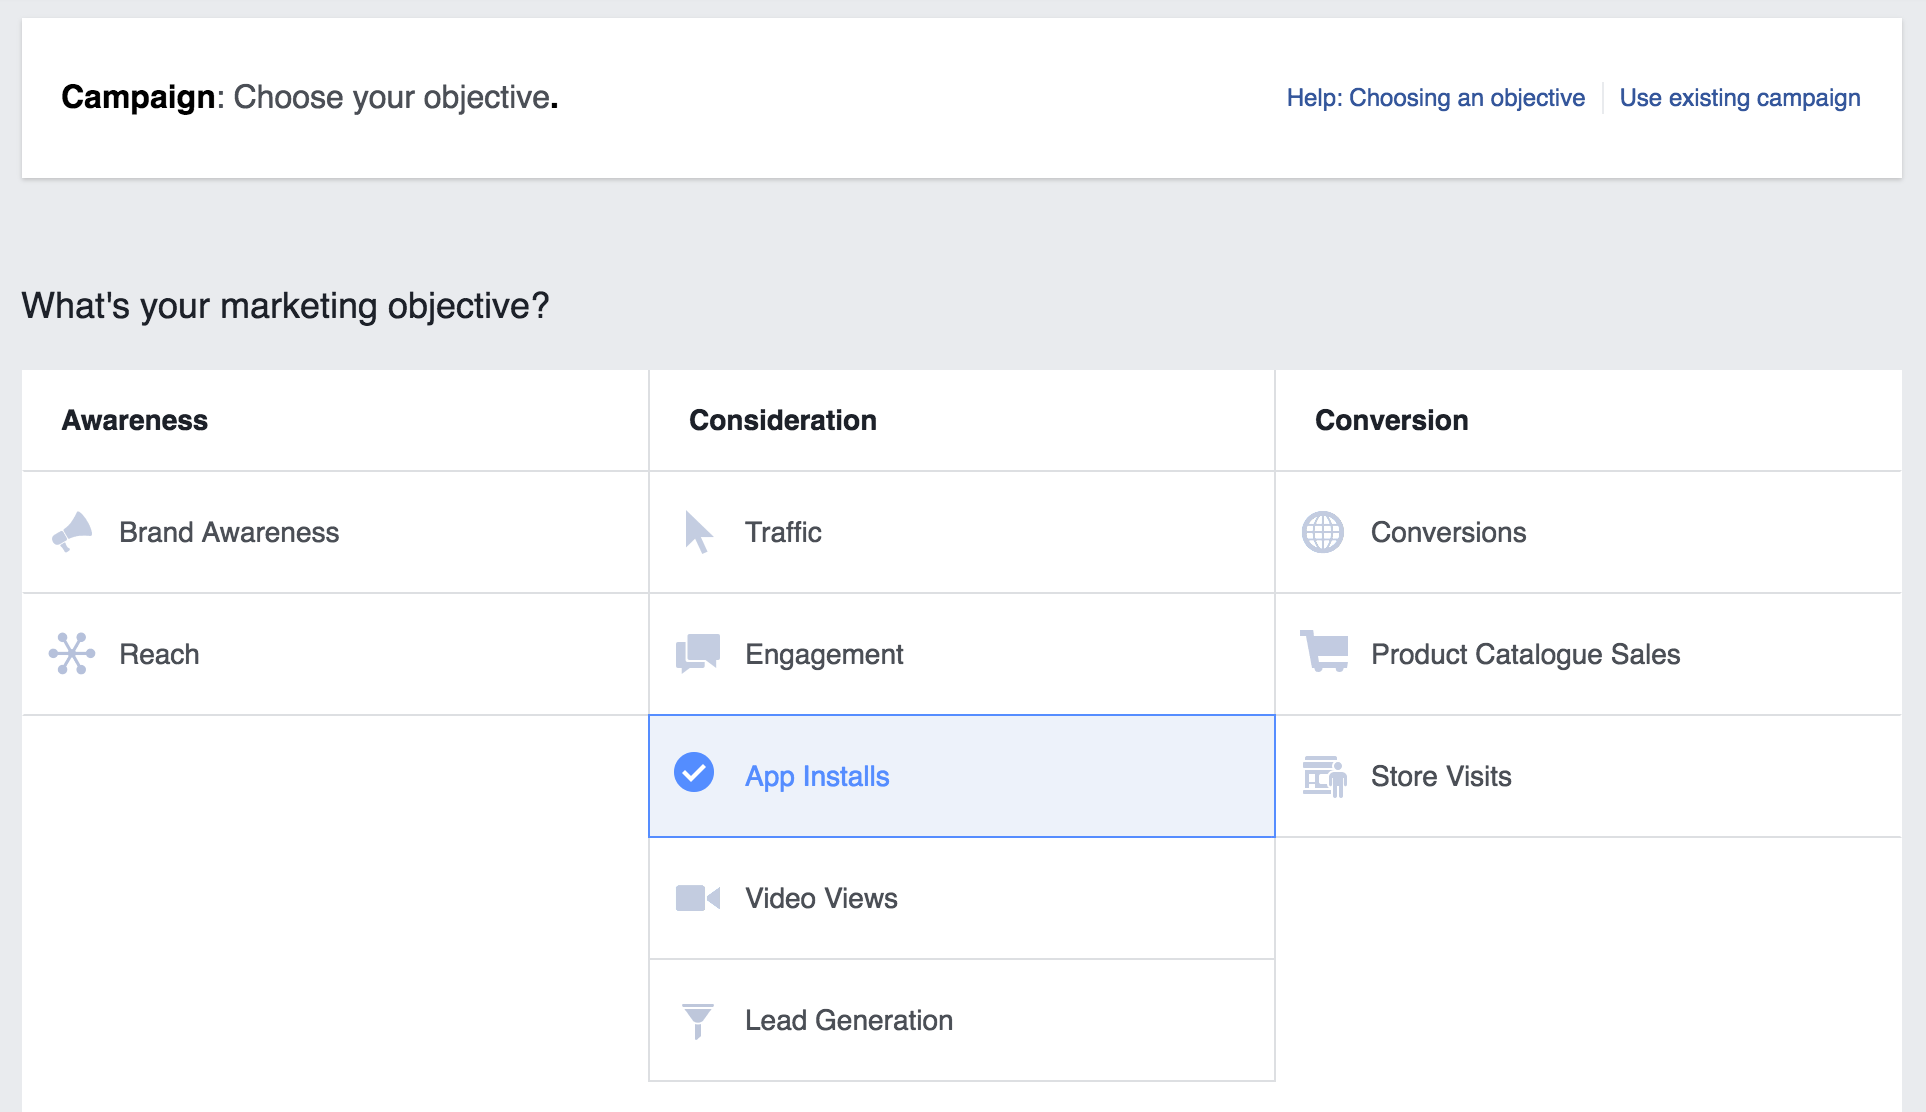 Campaign: Choose your objective.
Help: Choosing an objective
Use existing campaign
What's your marketing objective?
Awareness
Consideration
Conversion
Brand Awareness
Traffic
Conversions
Reach
Engagement
Product Catalogue Sales
App Installs
Store Visits
Video Views
Lead Generation